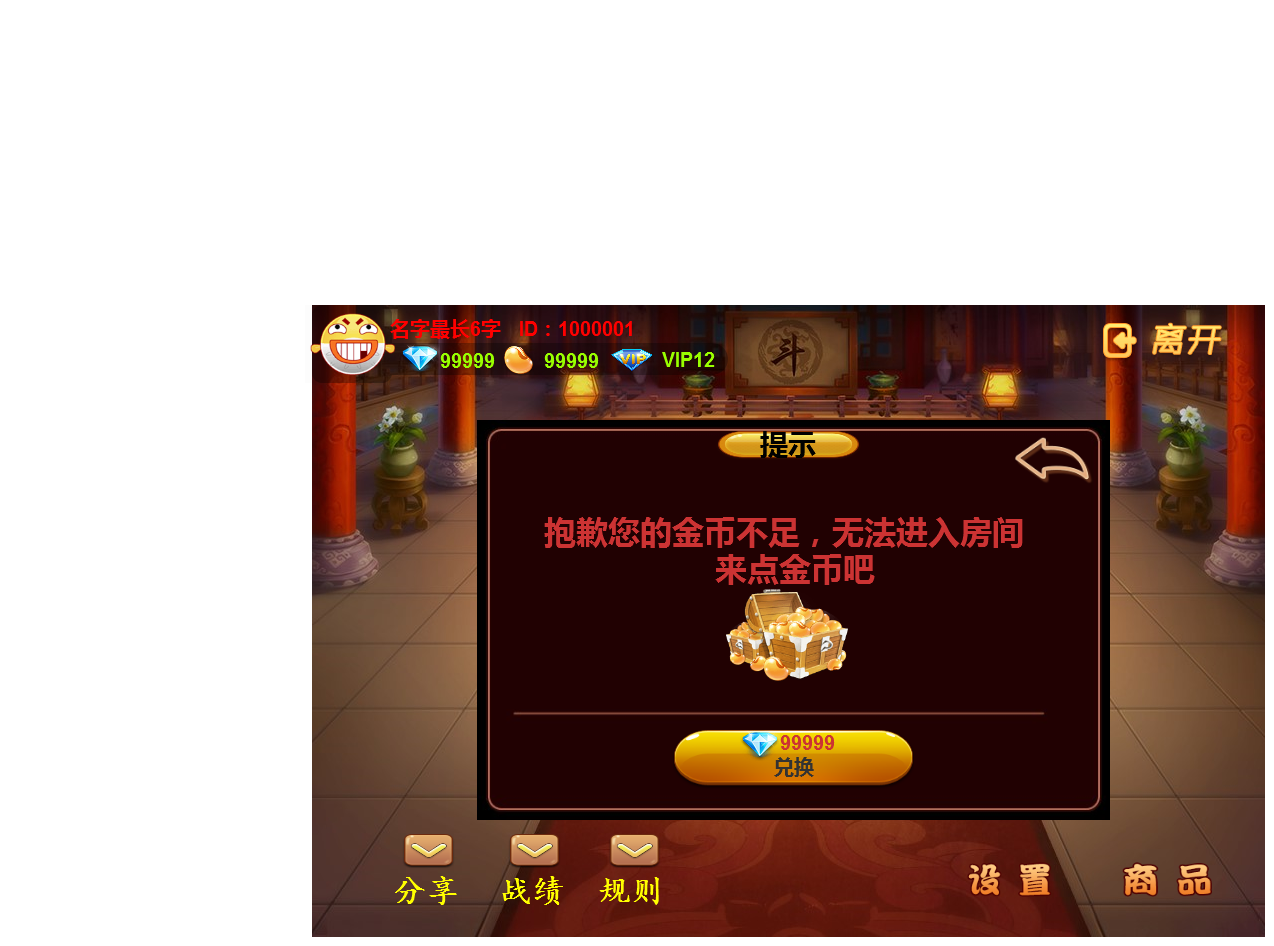 名字最长6字 ID：1000001
99999 99999 VIP VIP12
斗
离开
提示
抱歉您的金币不足，无法进入房间
来点金币吧
99999
兑换
分享 战绩 规则
设置 商品